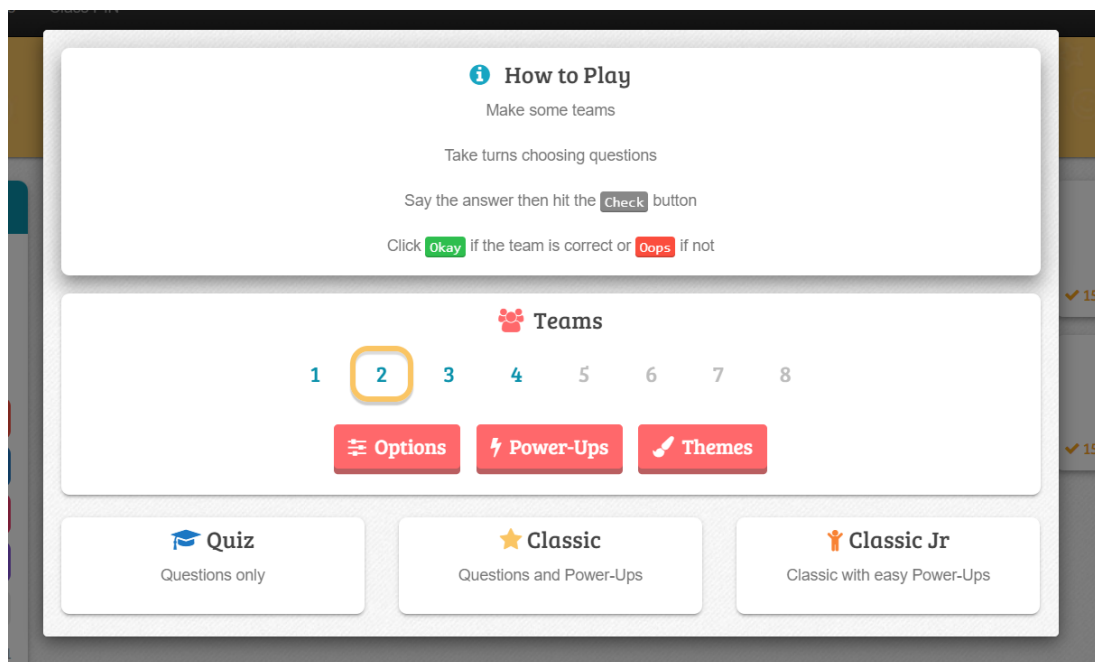 How to Play
Make some teams
Take turns choosing questions
Say the answer then hit the Check button
Click Okay if the team is correct or Oops if not
Teams
1 2 3 4 5 6 7 8
Options Power-Ups Themes
Quiz Classic Classic Jr
Questions only Questions and Power-Ups Classic with easy Power-Ups
15
15